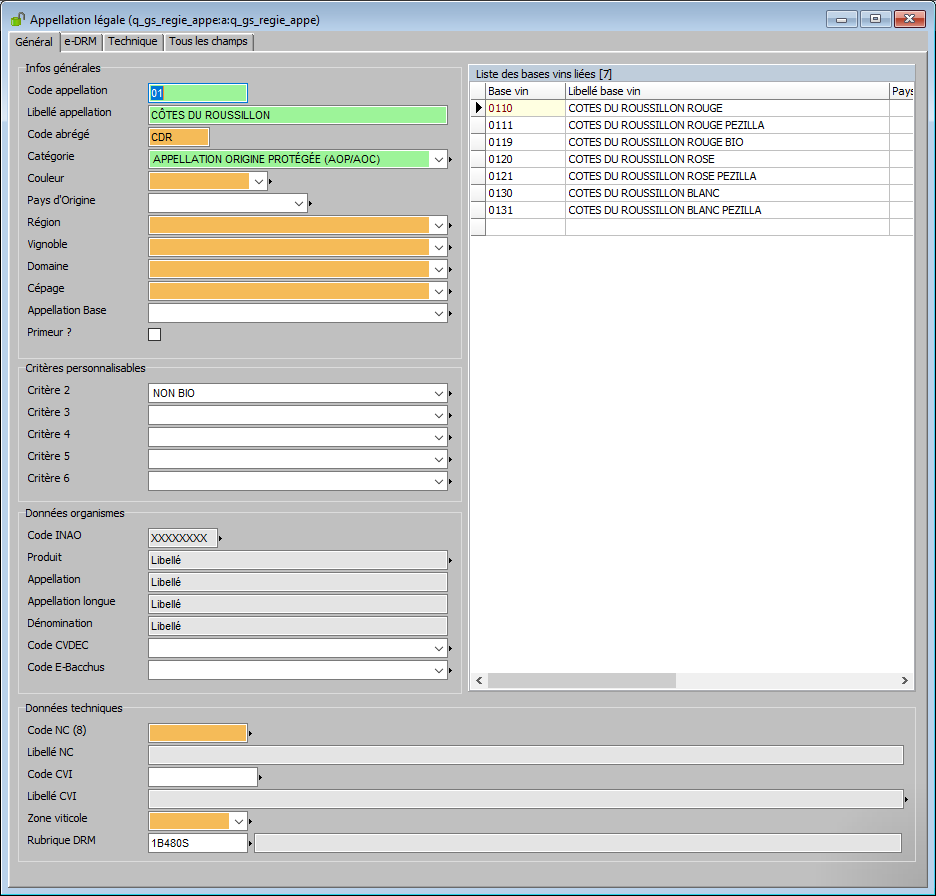 Appellation légale (q_gs_regie_appe:a:q_gs_regie_appe)
Général e-DRM Technique Tous les champs
Infos générales
Code appellation 01
Libellé appellation CÔTES DU ROUSSILLON
Code abrégé CDR
Catégorie APPELLATION ORIGINE PROTÉGÉE (AOP/AOC)
Couleur
Pays d'Origine
Région
Vignoble
Domaine
Cépage
Appellation Base
Primeur ?
Critères personnalisables
Critère 2 NON BIO
Critère 3
Critère 4
Critère 5
Critère 6
Données organismes
Code INAO XXXXXXXX
Produit Libellé
Appellation Libellé
Appellation longue Libellé
Dénomination Libellé
Code CVDEC
Code E-Bacchus
Liste des bases vins liées [7]
Base vin Libellé base vin Pays
0110 COTES DU ROUSSILLON ROUGE
0111 COTES DU ROUSSILLON ROUGE PEZILLA
0119 COTES DU ROUSSILLON ROUGE BIO
0120 COTES DU ROUSSILLON ROSE
0121 COTES DU ROUSSILLON ROSE PEZILLA
0130 COTES DU ROUSSILLON BLANC
0131 COTES DU ROUSSILLON BLANC PEZILLA
Données techniques
Code NC (8)
Libellé NC
Code CVI
Libellé CVI
Zone viticole
Rubrique DRM 1B480S